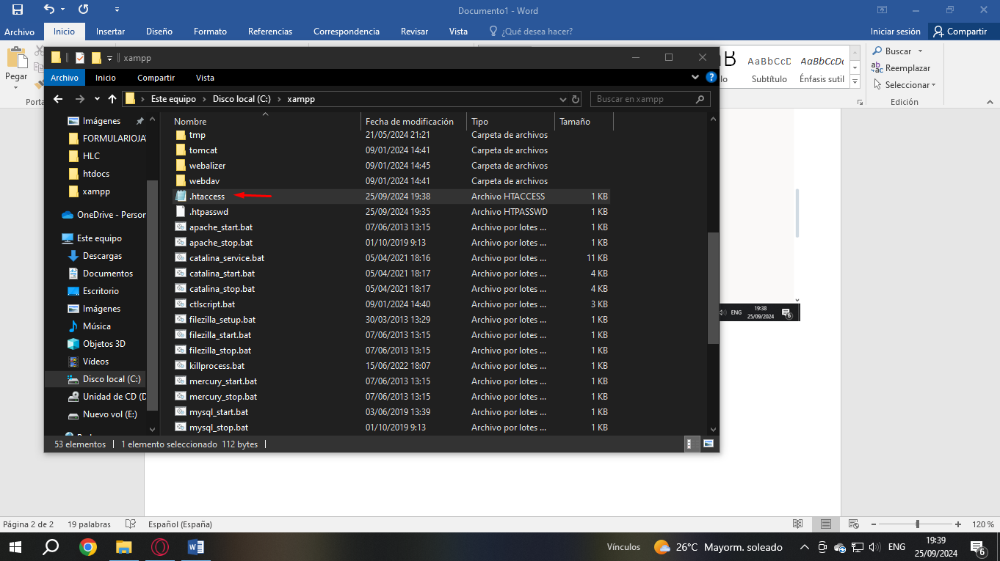 Documento1 - Word
Archivo Inicio Insertar Diseño Formato Referencias Correspondencia Revisar Vista ¿Qué desea hacer? Iniciar sesión Compartir
Pegar
Porta
AaBbCcD AaBbCcDı
Subtítulo Énfasis sutil
Buscar
Reemplazar
Seleccionar
Edición
xampp
Archivo Inicio Compartir Vista
Este equipo Disco local (C:) xampp
Buscar en xampp
Imágenes
FORMULARIOJAV
HLC
htdocs
xampp
OneDrive - Person
Este equipo
Descargas
Documentos
Escritorio
Imágenes
Música
Objetos 3D
Vídeos
Disco local (C:)
Unidad de CD (D
Nuevo vol (E:)
Nombre Fecha de modificación Tipo Tamaño
tmp 21/05/2024 21:21 Carpeta de archivos
tomcat 09/01/2024 14:41 Carpeta de archivos
webalizer 09/01/2024 14:45 Carpeta de archivos
webdav 09/01/2024 14:41 Carpeta de archivos
.htaccess 25/09/2024 19:38 Archivo HTACCESS 1 KB
.htpasswd 25/09/2024 19:35 Archivo HTPASSWD 1 KB
apache_start.bat 07/06/2013 13:15 Archivo por lotes ... 1 KB
apache_stop.bat 01/10/2019 9:13 Archivo por lotes ... 1 KB
catalina_service.bat 05/04/2021 18:16 Archivo por lotes ... 11 KB
catalina_start.bat 05/04/2021 18:17 Archivo por lotes ... 4 KB
catalina_stop.bat 05/04/2021 18:17 Archivo por lotes ... 4 KB
ctlscript.bat 09/01/2024 14:40 Archivo por lotes ... 3 KB
filezilla_setup.bat 30/03/2013 13:29 Archivo por lotes ... 1 KB
filezilla_start.bat 07/06/2013 13:15 Archivo por lotes ... 1 KB
filezilla_stop.bat 07/06/2013 13:15 Archivo por lotes ... 1 KB
killprocess.bat 15/06/2022 18:07 Archivo por lotes ... 1 KB
mercury_start.bat 07/06/2013 13:15 Archivo por lotes ... 1 KB
mercury_stop.bat 07/06/2013 13:15 Archivo por lotes ... 1 KB
mysql_start.bat 03/06/2019 13:39 Archivo por lotes ... 1 KB
mysql_stop.bat 01/10/2019 9:13 Archivo por lotes ... 1 KB
53 elementos 1 elemento seleccionado 112 bytes
ENG 19:38
25/09/2024 6
Página 2 de 2 19 palabras Español (España) 120 %
Vínculos 26°C Mayorm. soleado ENG 19:39
25/09/2024 6